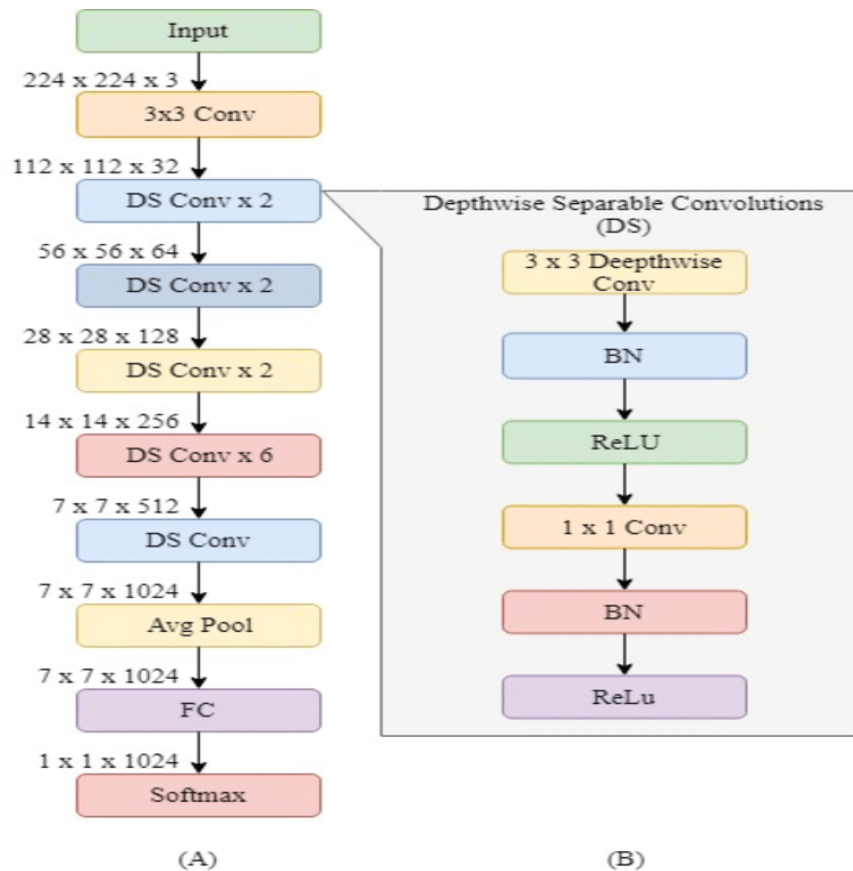 Input
224 x 224 x 3
3x3 Conv
112 x 112 x 32
DS Conv x 2
56 x 56 x 64
DS Conv x 2
28 x 28 x 128
DS Conv x 2
14 x 14 x 256
DS Conv x 6
7 x 7 x 512
DS Conv
7 x 7 x 1024
Avg Pool
7 x 7 x 1024
FC
1 x 1 x 1024
Softmax
(A)
Depthwise Separable Convolutions
(DS)
3 x 3 Deepthwise
Conv
BN
ReLU
1 x 1 Conv
BN
ReLu
(B)